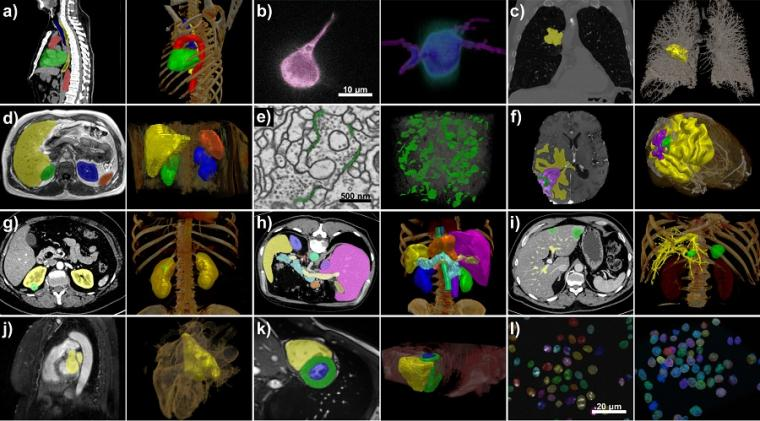 a)
b)
10 µm
c)
d)
e)
500 nm
f)
g)
h)
i)
j)
k)
l)
20 µm